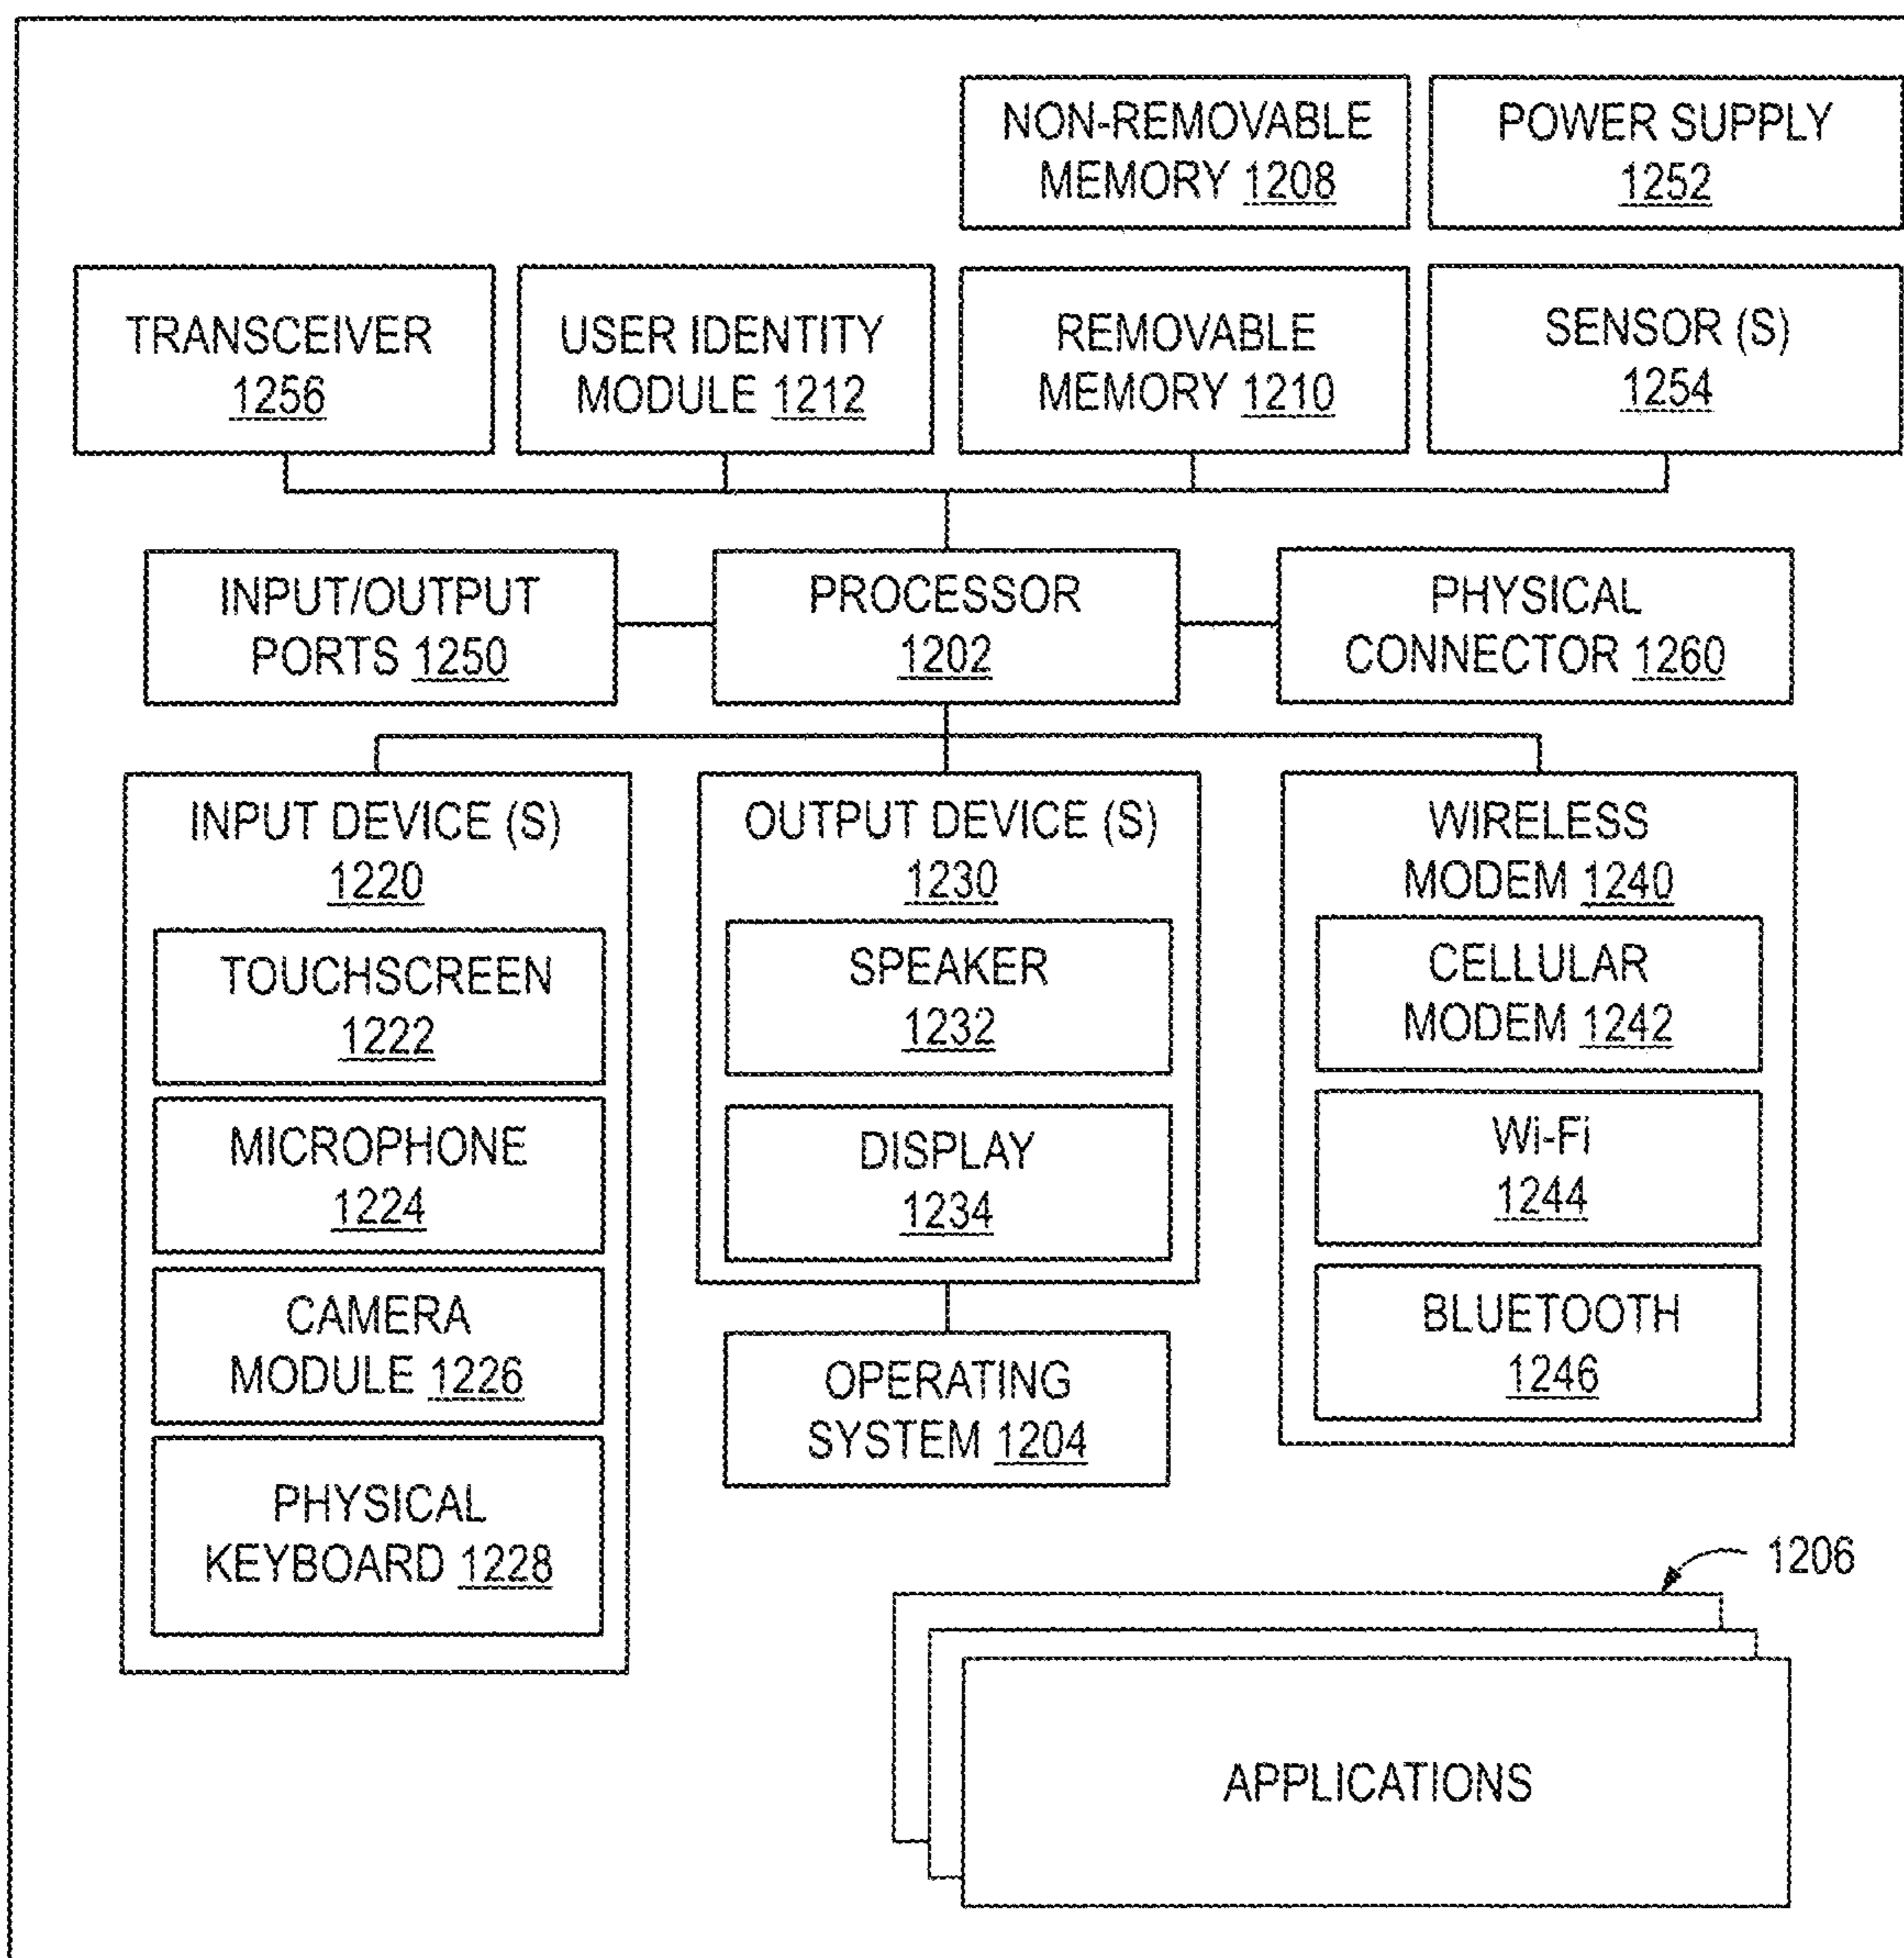 NON-REMOVABLE
MEMORY 1208
POWER SUPPLY
1252
TRANSCEIVER
1256
USER IDENTITY
MODULE 1212
REMOVABLE
MEMORY 1210
SENSOR (S)
1254
INPUT/OUTPUT
PORTS 1250
PROCESSOR
1202
PHYSICAL
CONNECTOR 1260
INPUT DEVICE (S)
1220
TOUCHSCREEN
1222
MICROPHONE
1224
CAMERA
MODULE 1226
PHYSICAL
KEYBOARD 1228
OUTPUT DEVICE (S)
1230
SPEAKER
1232
DISPLAY
1234
OPERATING
SYSTEM 1204
WIRELESS
MODEM 1240
CELLULAR
MODEM 1242
Wi-Fi
1244
BLUETOOTH
1246
1206
APPLICATIONS